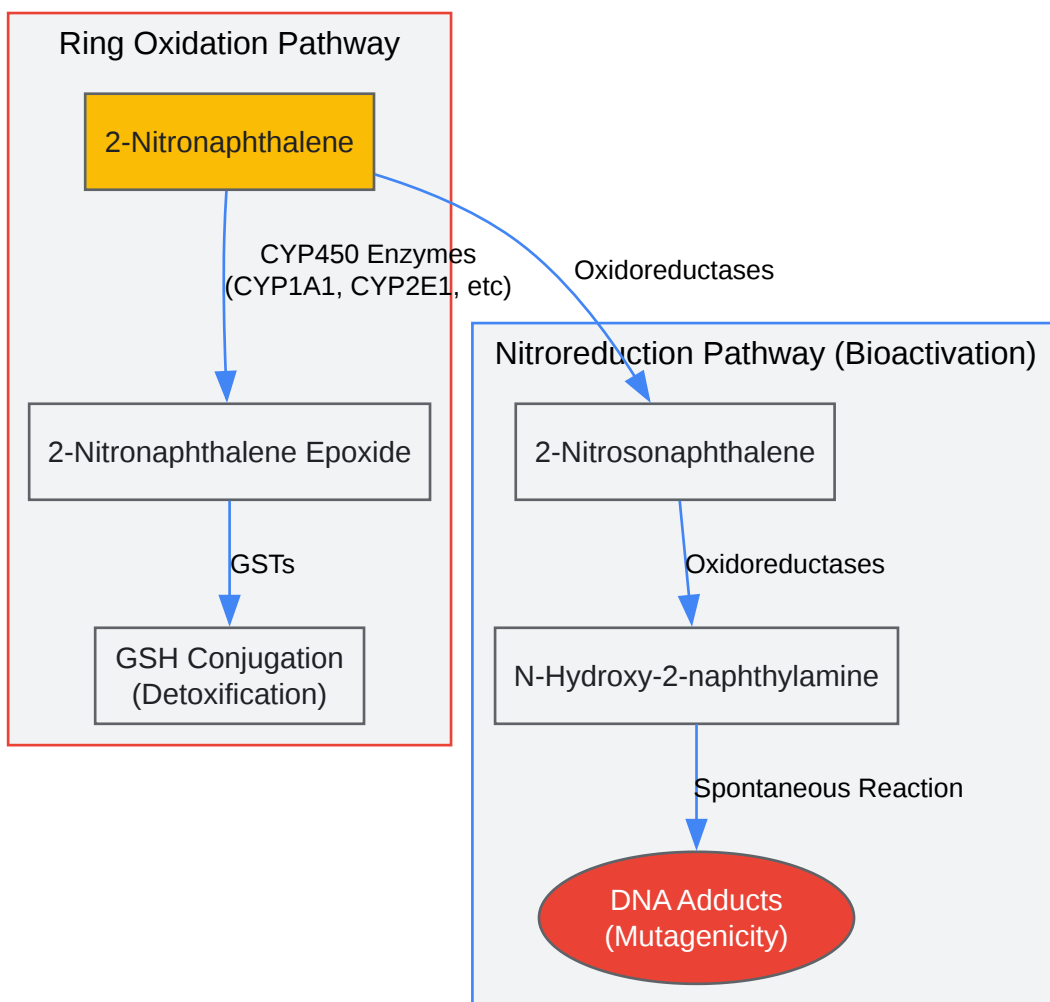 Ring Oxidation Pathway
2-Nitronaphthalene
CYP450 Enzymes
(CYP1A1, CYP2E1, etc)
Oxidoreductases
2-Nitronaphthalene Epoxide
GSTs
GSH Conjugation
(Detoxification)
Nitroreduction Pathway (Bioactivation)
2-Nitrosonaphthalene
Oxidoreductases
N-Hydroxy-2-naphthylamine
Spontaneous Reaction
DNA Adducts
(Mutagenicity)